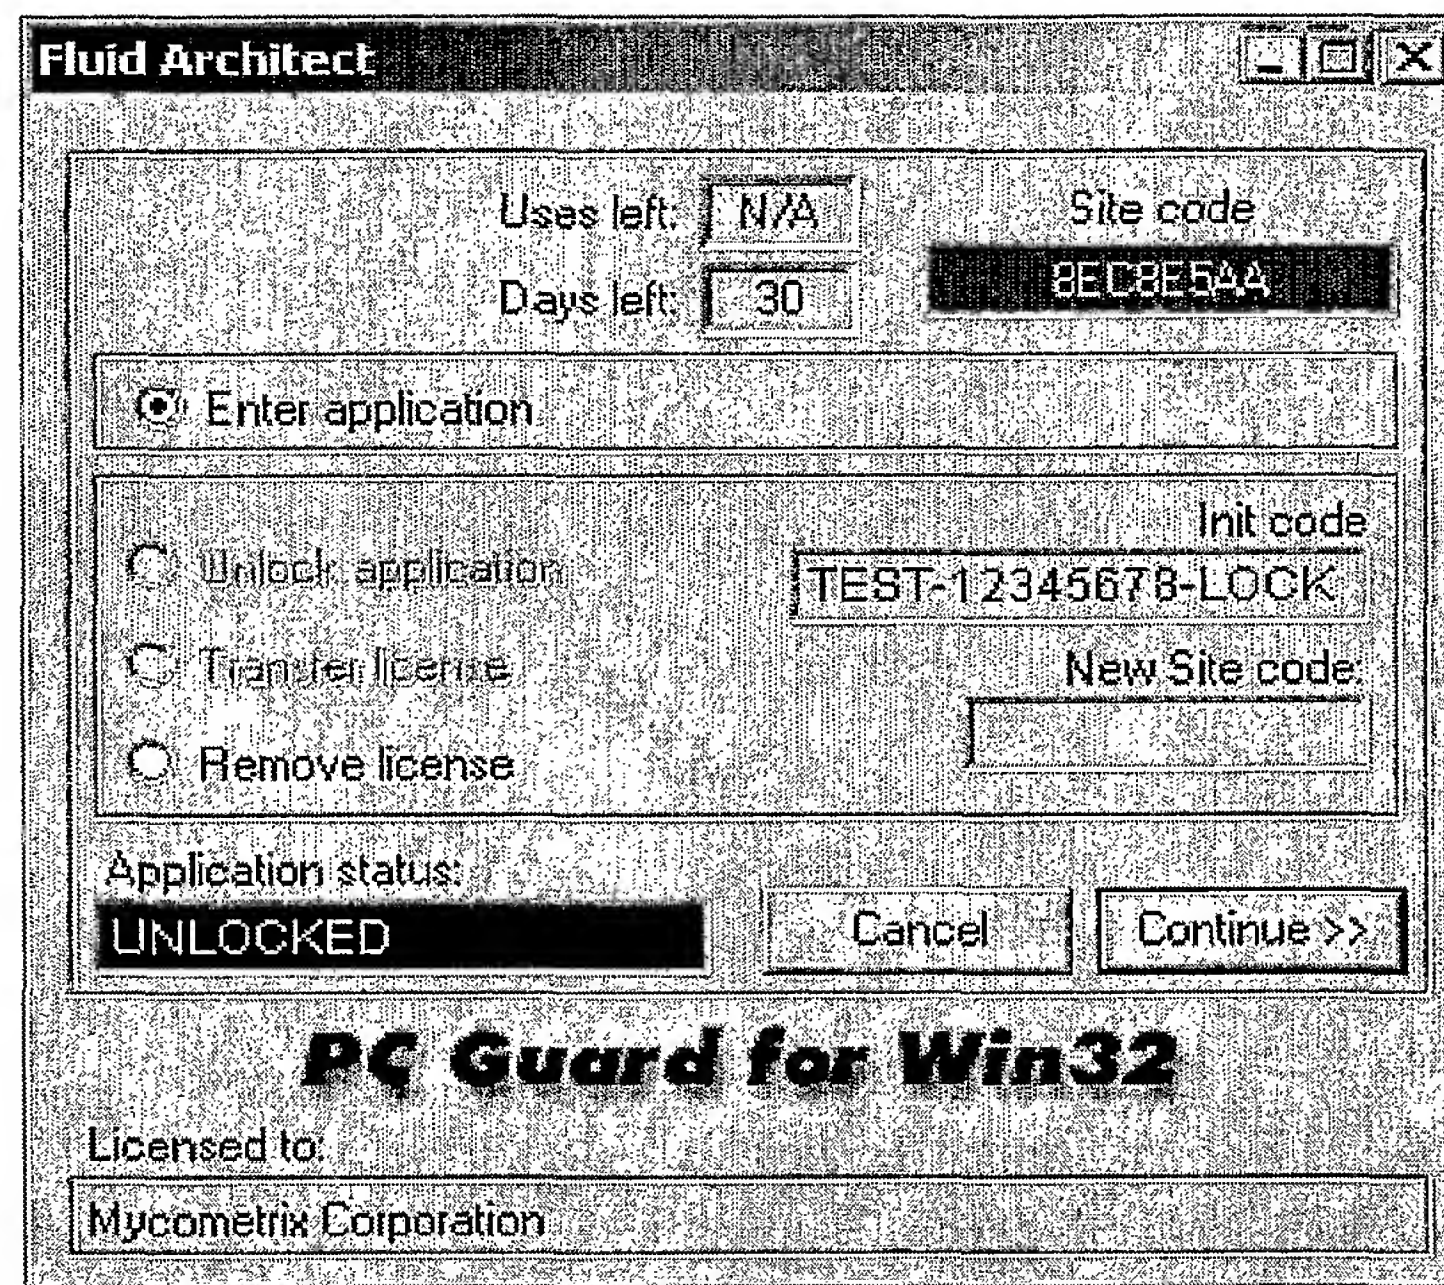 Fluid Architect
Uses left: N/A
Site code
8EC8E5AA
Days left: 30
Enter application
Init code
Unlock application
TEST-12345678-LOCK
Transfer license
New Site code:
Remove license
Application status:
UNLOCKED
Cancel
Continue >>
PC Guard for Win32
Licensed to:
Mycometrix Corporation